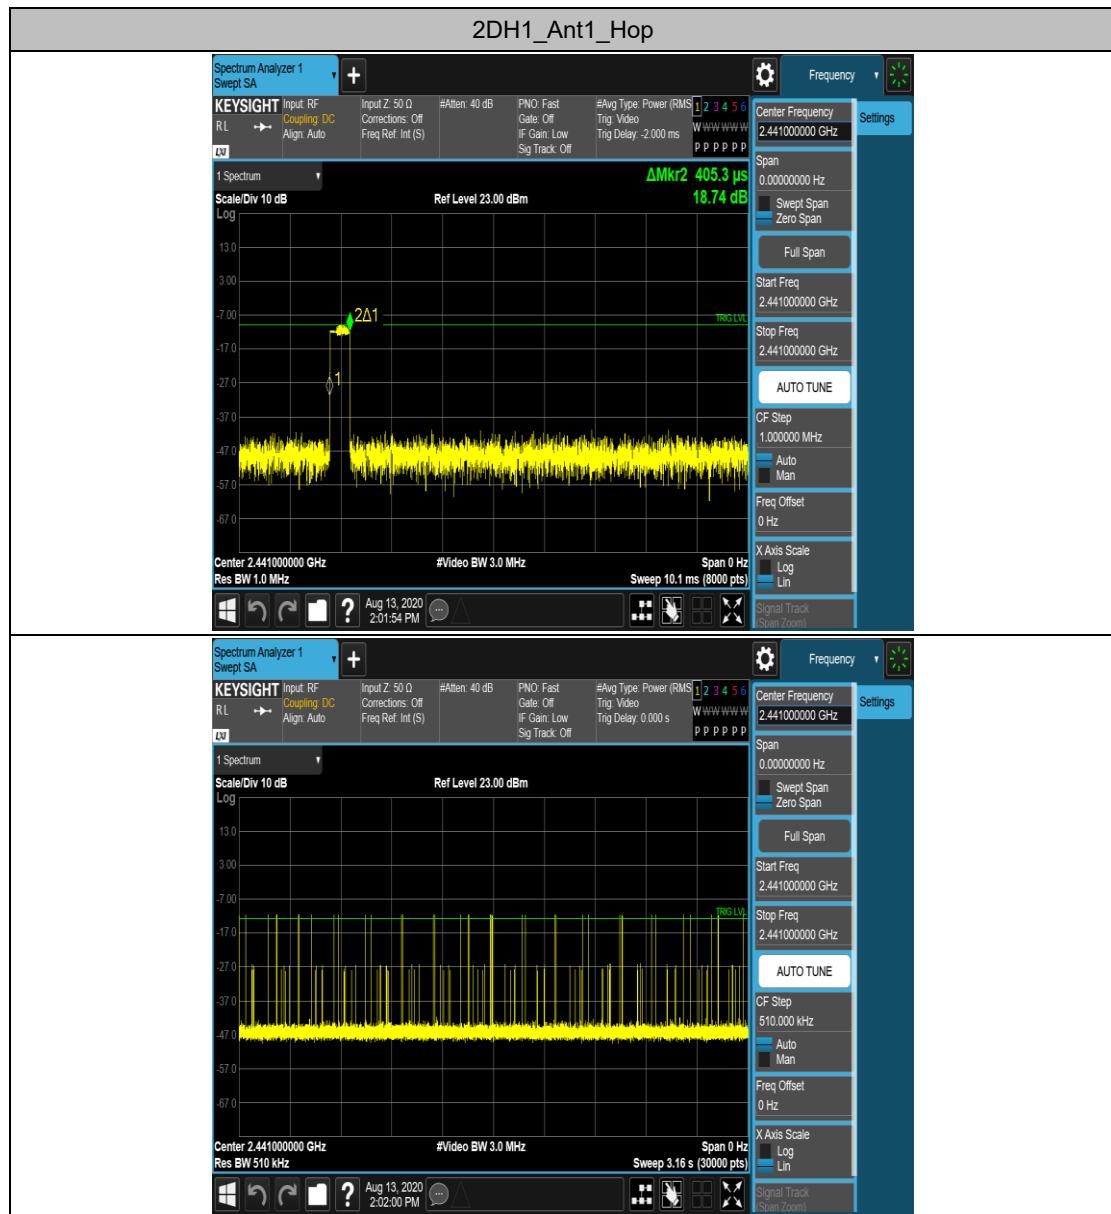 2DH1_Ant1_Hop
Spectrum Analyzer 1
Swept SA
Frequency
KEYSIGHT
RL
LXI
Input: RF
Coupling: DC
Align: Auto
Input Z: 50 Ω
Corrections: Off
Freq Ref: Int (S)
#Atten: 40 dB
PNO: Fast
Gate: Off
IF Gain: Low
Sig Track: Off
#Avg Type: Power (RMS
Trig: Video
Trig Delay: -2.000 ms
1 2 3 4 5 6
W W W W W W
P P P P P P
1 Spectrum
ΔMkr2 405.3 µs
18.74 dB
Scale/Div 10 dB
Ref Level 23.00 dBm
Log
13.0
3.00
-7.00
-17.0
-27.0
-37.0
-47.0
-57.0
-67.0
2Δ1
1
TRIG LVL
Center 2.441000000 GHz
#Video BW 3.0 MHz
Span 0 Hz
Res BW 1.0 MHz
Sweep 10.1 ms (8000 pts)
Aug 13, 2020
2:01:54 PM
Center Frequency
2.441000000 GHz
Settings
Span
0.00000000 Hz
Swept Span
Zero Span
Full Span
Start Freq
2.441000000 GHz
Stop Freq
2.441000000 GHz
AUTO TUNE
CF Step
1.000000 MHz
Auto
Man
Freq Offset
0 Hz
X Axis Scale
Log
Lin
Signal Track
(Span Zoom)
Spectrum Analyzer 1
Swept SA
Frequency
KEYSIGHT
RL
LXI
Input: RF
Coupling: DC
Align: Auto
Input Z: 50 Ω
Corrections: Off
Freq Ref: Int (S)
#Atten: 40 dB
PNO: Fast
Gate: Off
IF Gain: Low
Sig Track: Off
#Avg Type: Power (RMS
Trig: Video
Trig Delay: 0.000 s
1 2 3 4 5 6
W W W W W W
P P P P P P
1 Spectrum
Scale/Div 10 dB
Ref Level 23.00 dBm
Log
13.0
3.00
-7.00
-17.0
-27.0
-37.0
-47.0
-57.0
-67.0
TRIG LVL
Center 2.441000000 GHz
#Video BW 3.0 MHz
Span 0 Hz
Res BW 510 kHz
Sweep 3.16 s (30000 pts)
Aug 13, 2020
2:02:00 PM
Center Frequency
2.441000000 GHz
Settings
Span
0.00000000 Hz
Swept Span
Zero Span
Full Span
Start Freq
2.441000000 GHz
Stop Freq
2.441000000 GHz
AUTO TUNE
CF Step
510.000 kHz
Auto
Man
Freq Offset
0 Hz
X Axis Scale
Log
Lin
Signal Track
(Span Zoom)